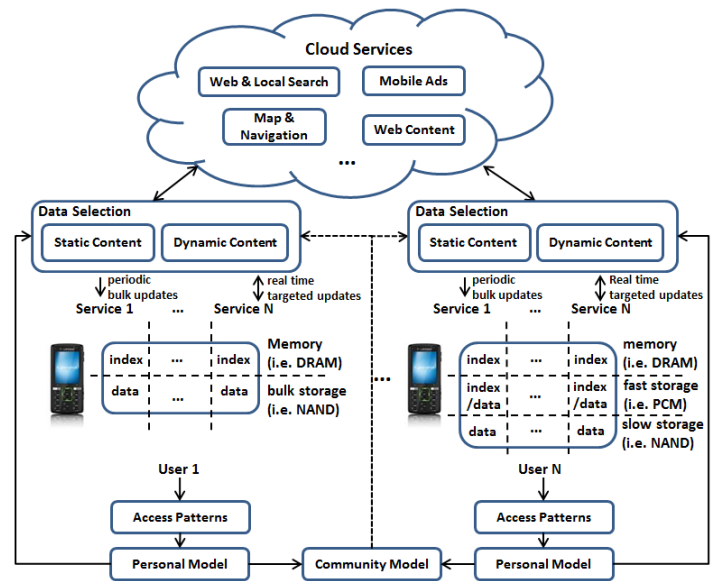 Cloud Services
Web & Local Search
Mobile Ads
Map &
Navigation
Web Content
...
Data Selection
Static Content
Dynamic Content
periodic
bulk updates
real time
targeted updates
Service 1 ... Service N
index ... index
Memory
(i.e. DRAM)
data ... data
bulk storage
(i.e. NAND)
User 1
Access Patterns
Personal Model
...
Community Model
Data Selection
Static Content
Dynamic Content
periodic
bulk updates
Real time
targeted updates
Service 1 ... Service N
index ... index
memory
(i.e. DRAM)
index ... index
/data /data
fast storage
(i.e. PCM)
data ... data
slow storage
(i.e. NAND)
User N
Access Patterns
Personal Model